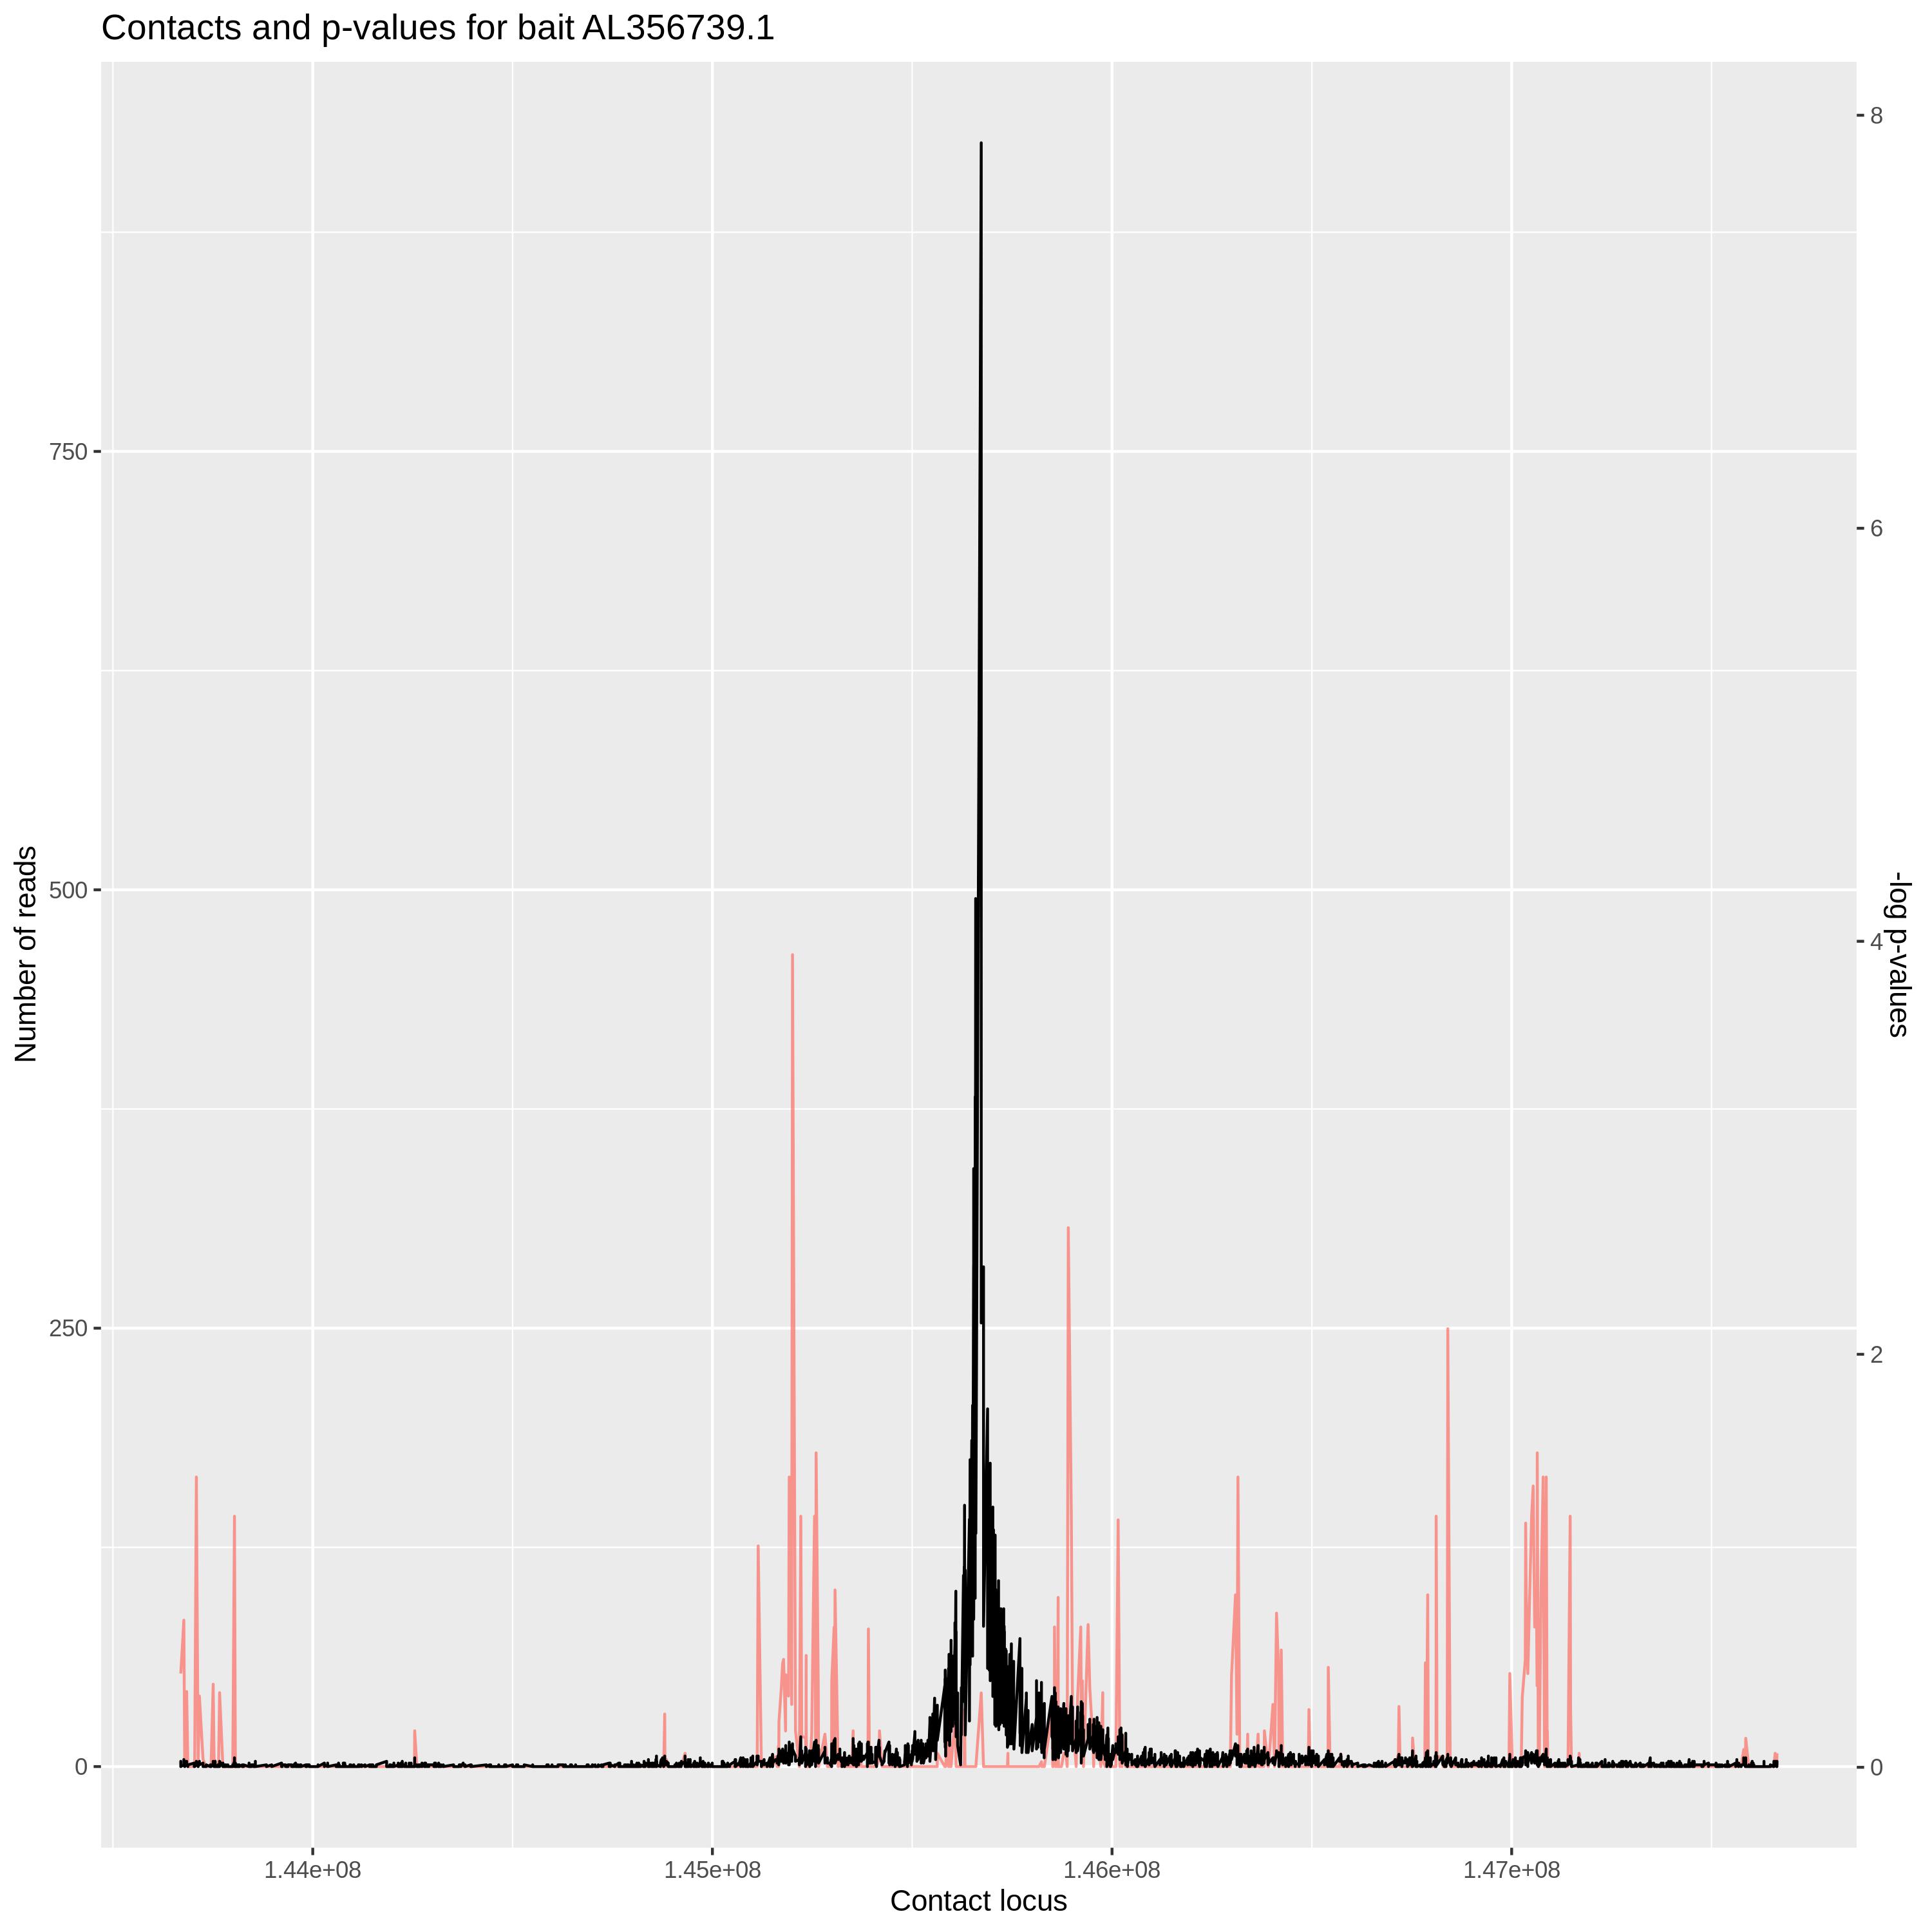 Contacts and p-values for bait AL356739.1
Number of reads
750
500
250
0
8
6
4
2
0
-log p-values
1.44e+08
1.45e+08
1.46e+08
1.47e+08
Contact locus